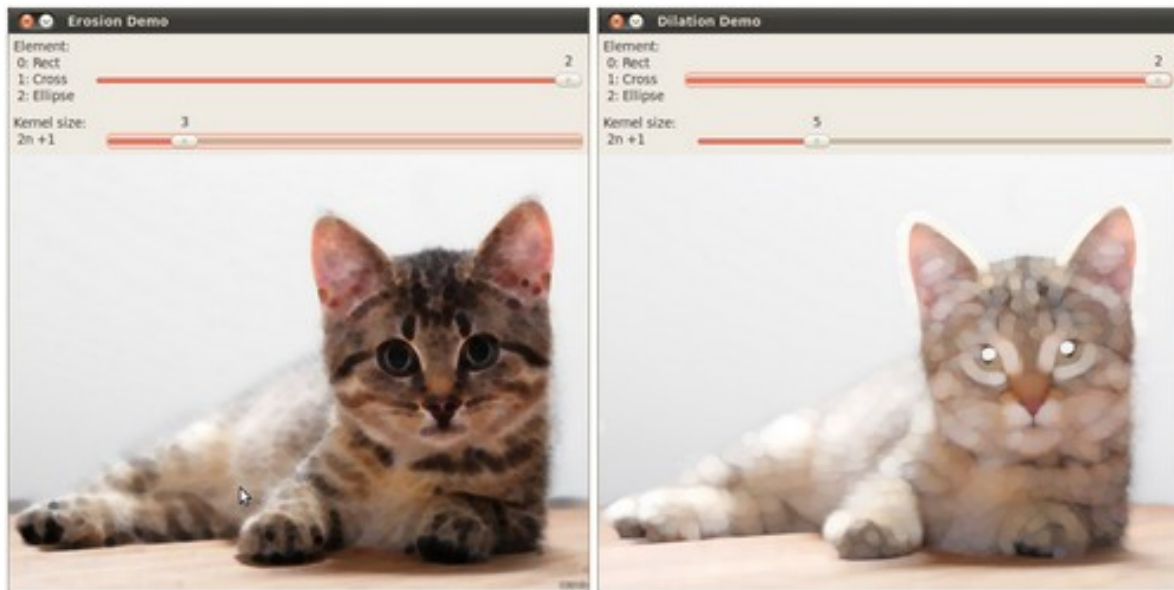 Erosion Demo
Element:
0: Rect
1: Cross
2: Ellipse
2
Kernel size:
2n +1
3
Dilation Demo
Element:
0: Rect
1: Cross
2: Ellipse
2
Kernel size:
2n +1
5